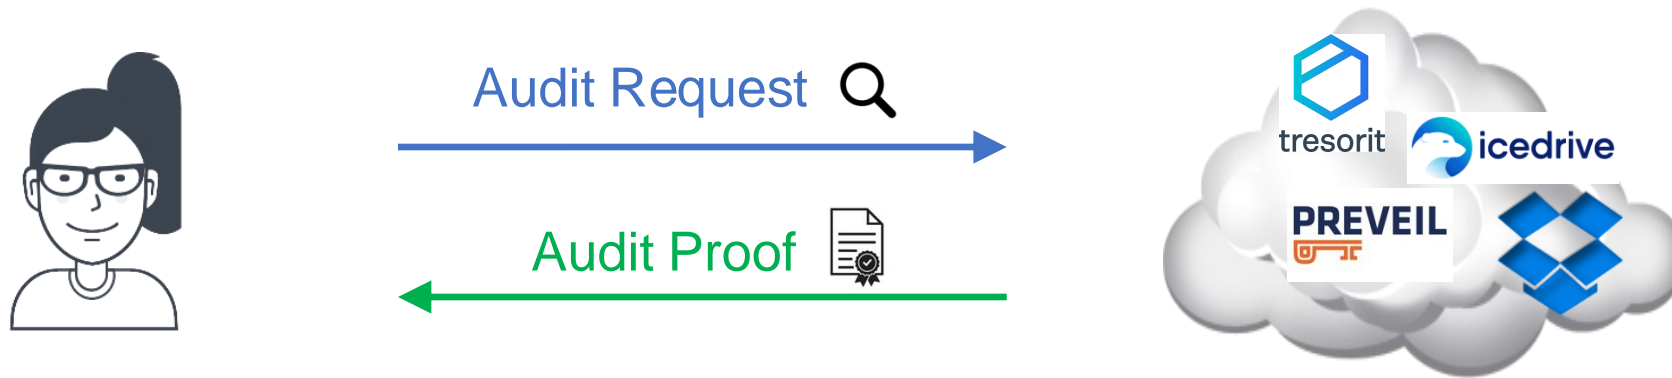 Audit Request
Audit Proof
tresorit
icedrive
PREVEIL